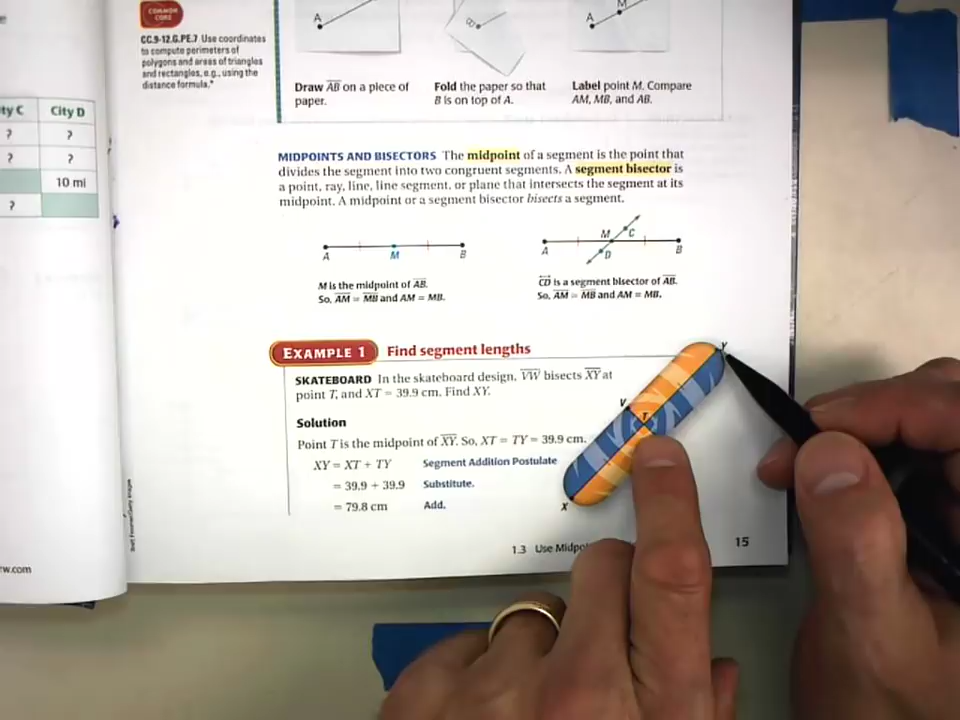 COMMON
CORE
CC.9-12.G.PE.7 Use coordinates
to compute perimeters of
polygons and areas of triangles
and rectangles, e.g., using the
distance formula.*
City D
?
?
?
?
10 mi
?
A
B
A
M
Draw AB on a piece of
paper.
Fold the paper so that
B is on top of A.
Label point M. Compare
AM, MB, and AB.
MIDPOINTS AND BISECTORS The midpoint of a segment is the point that
divides the segment into two congruent segments. A segment bisector is
a point, ray, line, line segment, or plane that intersects the segment at its
midpoint. A midpoint or a segment bisector bisects a segment.
A
M
B
A
M
C
D
B
M is the midpoint of AB.
So, AM ≅ MB and AM = MB.
CD is a segment bisector of AB.
So, AM ≅ MB and AM = MB.
EXAMPLE 1 Find segment lengths
SKATEBOARD In the skateboard design, VW bisects XY at
point T, and XT = 39.9 cm. Find XY.
Solution
Point T is the midpoint of XY. So, XT = TY = 39.9 cm.
XY = XT + TY Segment Addition Postulate
= 39.9 + 39.9 Substitute.
= 79.8 cm Add.
Y
V
T
X
1.3 Use
15